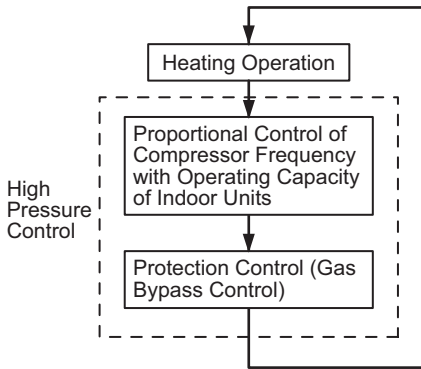 Heating Operation
Proportional Control of
Compressor Frequency
with Operating Capacity
of Indoor Units
High
Pressure
Control
Protection Control (Gas
Bypass Control)